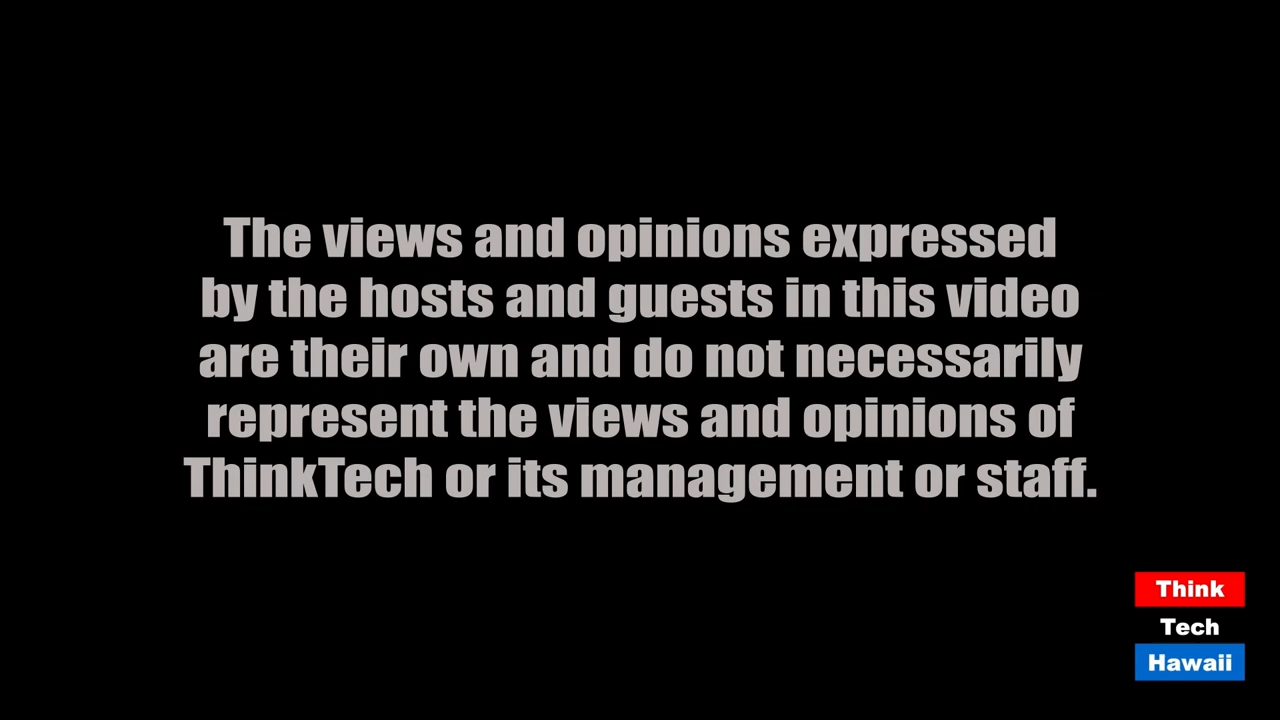 The views and opinions expressed
by the hosts and guests in this video
are their own and do not necessarily
represent the views and opinions of
ThinkTech or its management or staff.
Think
Tech
Hawaii